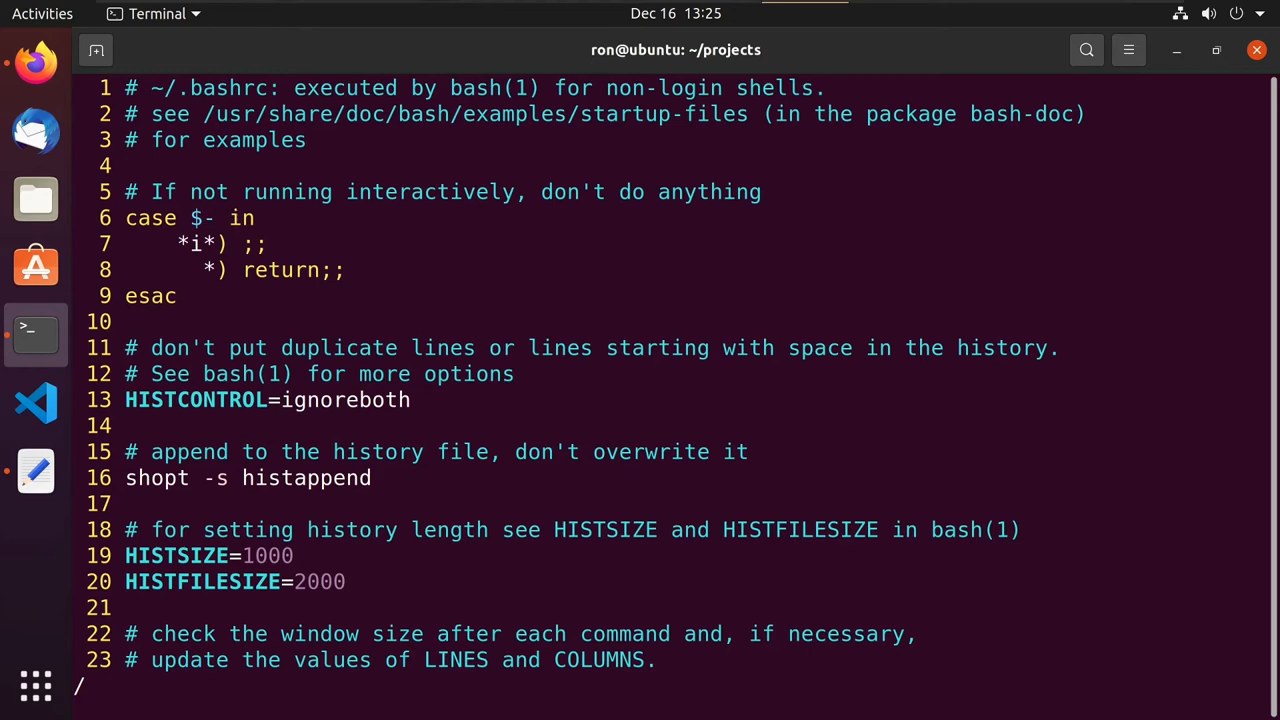 Activities Terminal Dec 16 13:25
ron@ubuntu: ~/projects
1 # ~/.bashrc: executed by bash(1) for non-login shells.
2 # see /usr/share/doc/bash/examples/startup-files (in the package bash-doc)
3 # for examples
4
5 # If not running interactively, don't do anything
6 case $- in
7     *i*) ;;
8       *) return;;
9 esac
10
11 # don't put duplicate lines or lines starting with space in the history.
12 # See bash(1) for more options
13 HISTCONTROL=ignoreboth
14
15 # append to the history file, don't overwrite it
16 shopt -s histappend
17
18 # for setting history length see HISTSIZE and HISTFILESIZE in bash(1)
19 HISTSIZE=1000
20 HISTFILESIZE=2000
21
22 # check the window size after each command and, if necessary,
23 # update the values of LINES and COLUMNS.
/